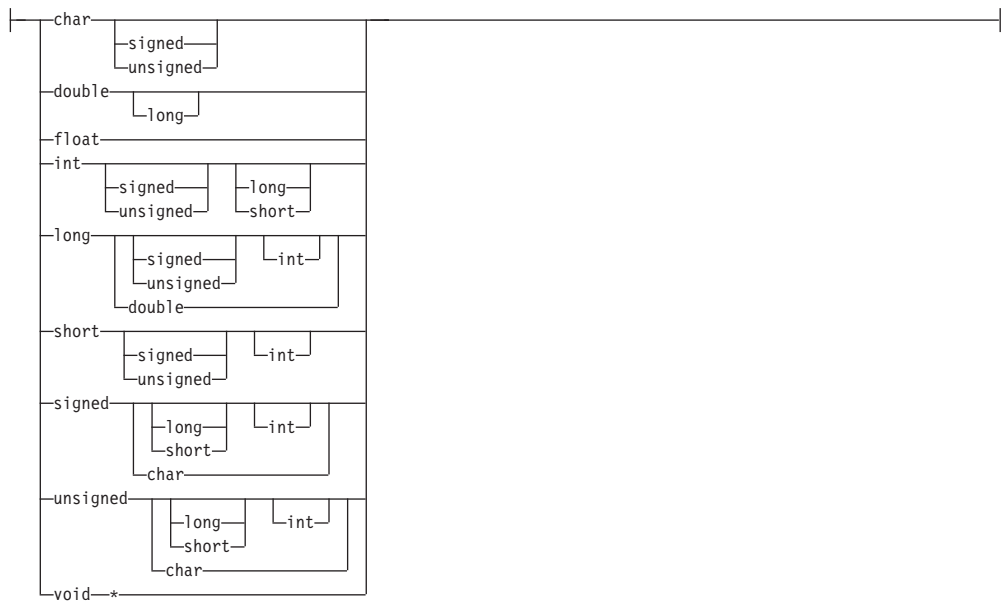 char
signed
unsigned
double
long
float
int
signed long
unsigned short
long
signed int
unsigned
double
short
signed int
unsigned
signed
long int
short
char
unsigned
long int
short
char
void *